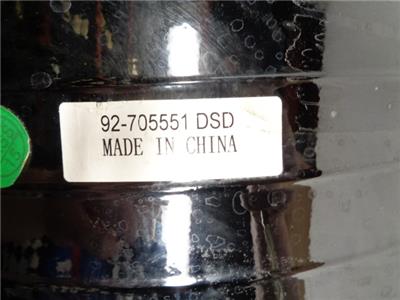 92-705551 DSD
MADE IN CHINA